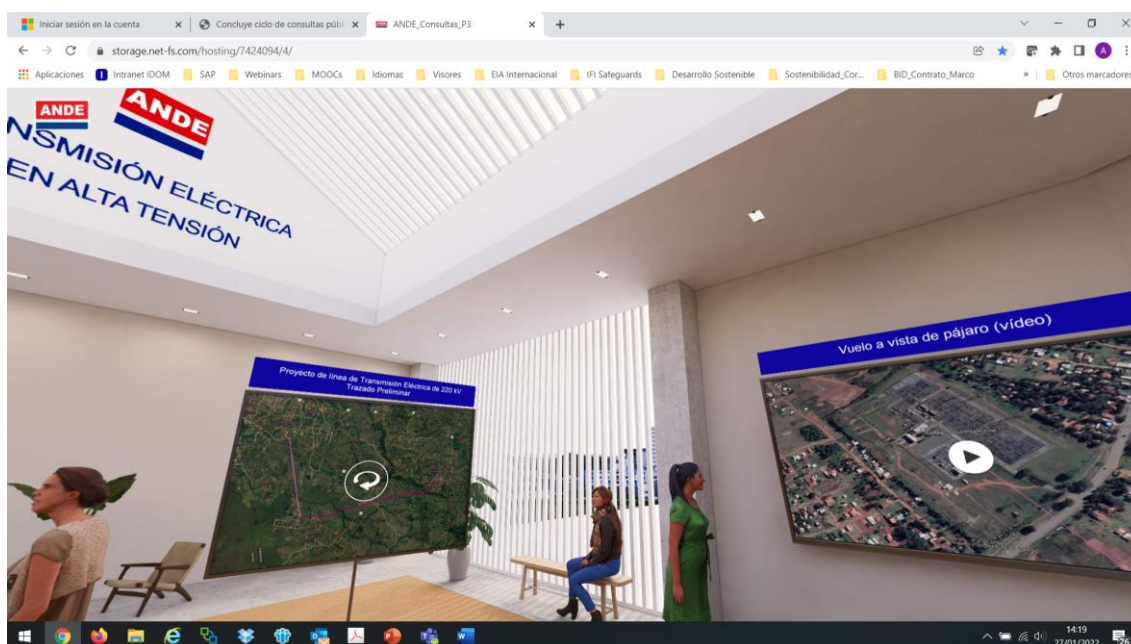 Iniciar sesión en la cuenta
Concluye ciclo de consultas públ
ANDE_Consultas_P3
storage.net-fs.com/hosting/7424094/4/
A
Aplicaciones
Intranet IDOM
SAP
Webinars
MOOCs
Idiomas
Visores
EIA Internacional
IFI Safeguards
Desarrollo Sostenible
Sostenibilidad_Cor...
BID_Contrato_Marco
»
Otros marcadores
ANDE
ANDE
NSMISIÓN ELÉCTRICA
EN ALTA TENSIÓN
Proyecto de línea de Transmisión Eléctrica de 220 kV
Trazado Preliminar
Vuelo a vista de pájaro (vídeo)
14:19
27/01/2022